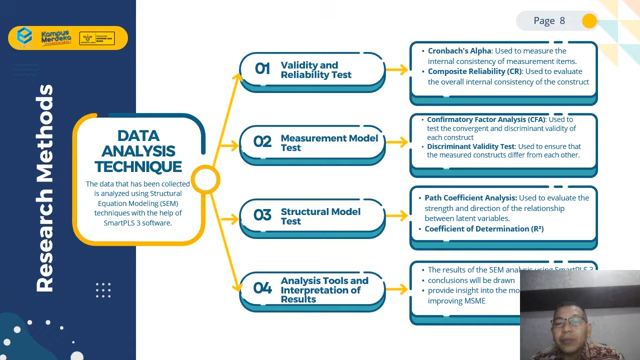 Kampus
Merdeka
Page 8
Research Methods
DATA
ANALYSIS
TECHNIQUE
The data that has been collected
is analyzed using Structural
Equation Modeling (SEM)
techniques with the help of
SmartPLS 3 software.
01 Validity and
Reliability Test
Cronbach's Alpha: Used to measure the
internal consistency of measurement items.
Composite Reliability (CR): Used to evaluate
the overall internal consistency of the construct
02 Measurement Model
Test
Confirmatory Factor Analysis (CFA): Used to
test the convergent and discriminant validity of
each construct
Discriminant Validity Test: Used to ensure that
the measured constructs differ from each other.
03 Structural Model
Test
Path Coefficient Analysis: Used to evaluate the
strength and direction of the relationship
between latent variables.
Coefficient of Determination (R²)
04 Analysis Tools and
Interpretation of
Results
The results of the SEM analysis using SmartPLS 3
conclusions will be drawn
provide insight into the
improving MSME